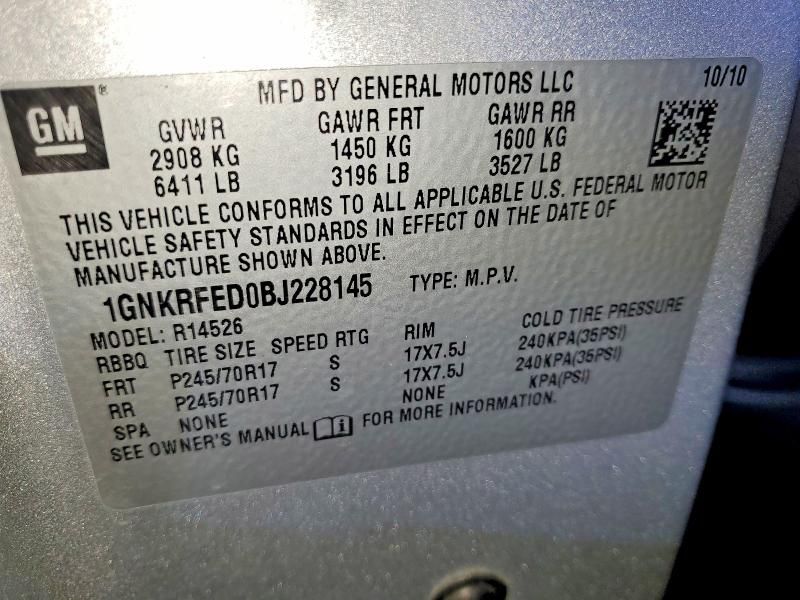 GM
®
MFD BY GENERAL MOTORS LLC
10/10
GVWR GAWR FRT GAWR RR
2908 KG 1450 KG 1600 KG
6411 LB 3196 LB 3527 LB
THIS VEHICLE CONFORMS TO ALL APPLICABLE U.S. FEDERAL MOTOR
VEHICLE SAFETY STANDARDS IN EFFECT ON THE DATE OF
MANUFACTURE SHOWN ABOVE.
1GNKRFED0BJ228145 TYPE: M.P.V.
MODEL: R14526
RBBQ TIRE SIZE SPEED RTG RIM COLD TIRE PRESSURE
FRT P245/70R17 S 17X7.5J 240KPA(35PSI)
RR P245/70R17 S 17X7.5J 240KPA(35PSI)
SPA NONE NONE KPA(PSI)
SEE OWNER'S MANUAL i FOR MORE INFORMATION.